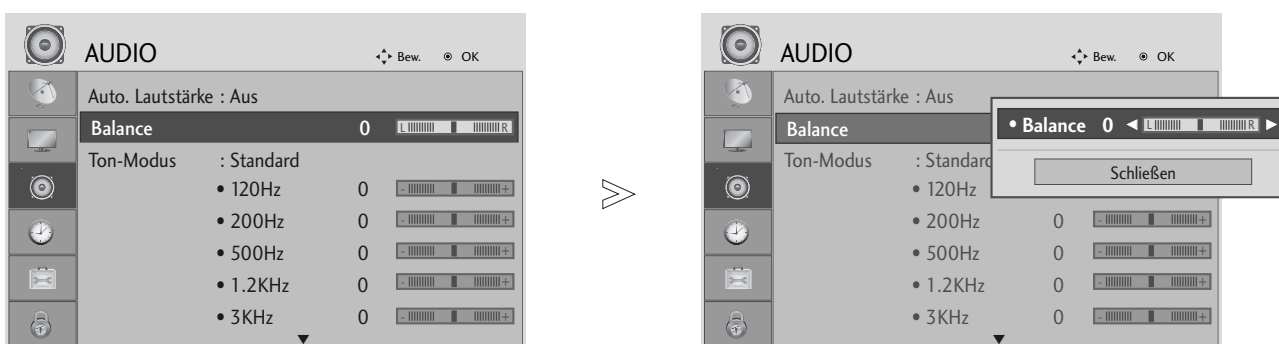 AUDIO Bew. OK
Auto. Lautstärke : Aus
Balance 0 L R
Ton-Modus : Standard
• 120Hz 0 - +
• 200Hz 0 - +
• 500Hz 0 - +
• 1.2KHz 0 - +
• 3KHz 0 - +
AUDIO Bew. OK
Auto. Lautstärke : Aus
Balance
Ton-Modus : Standard
• 120Hz
• 200Hz 0 - +
• 500Hz 0 - +
• 1.2KHz 0 - +
• 3KHz 0 - +
• Balance 0 ◄ L R ►
Schließen